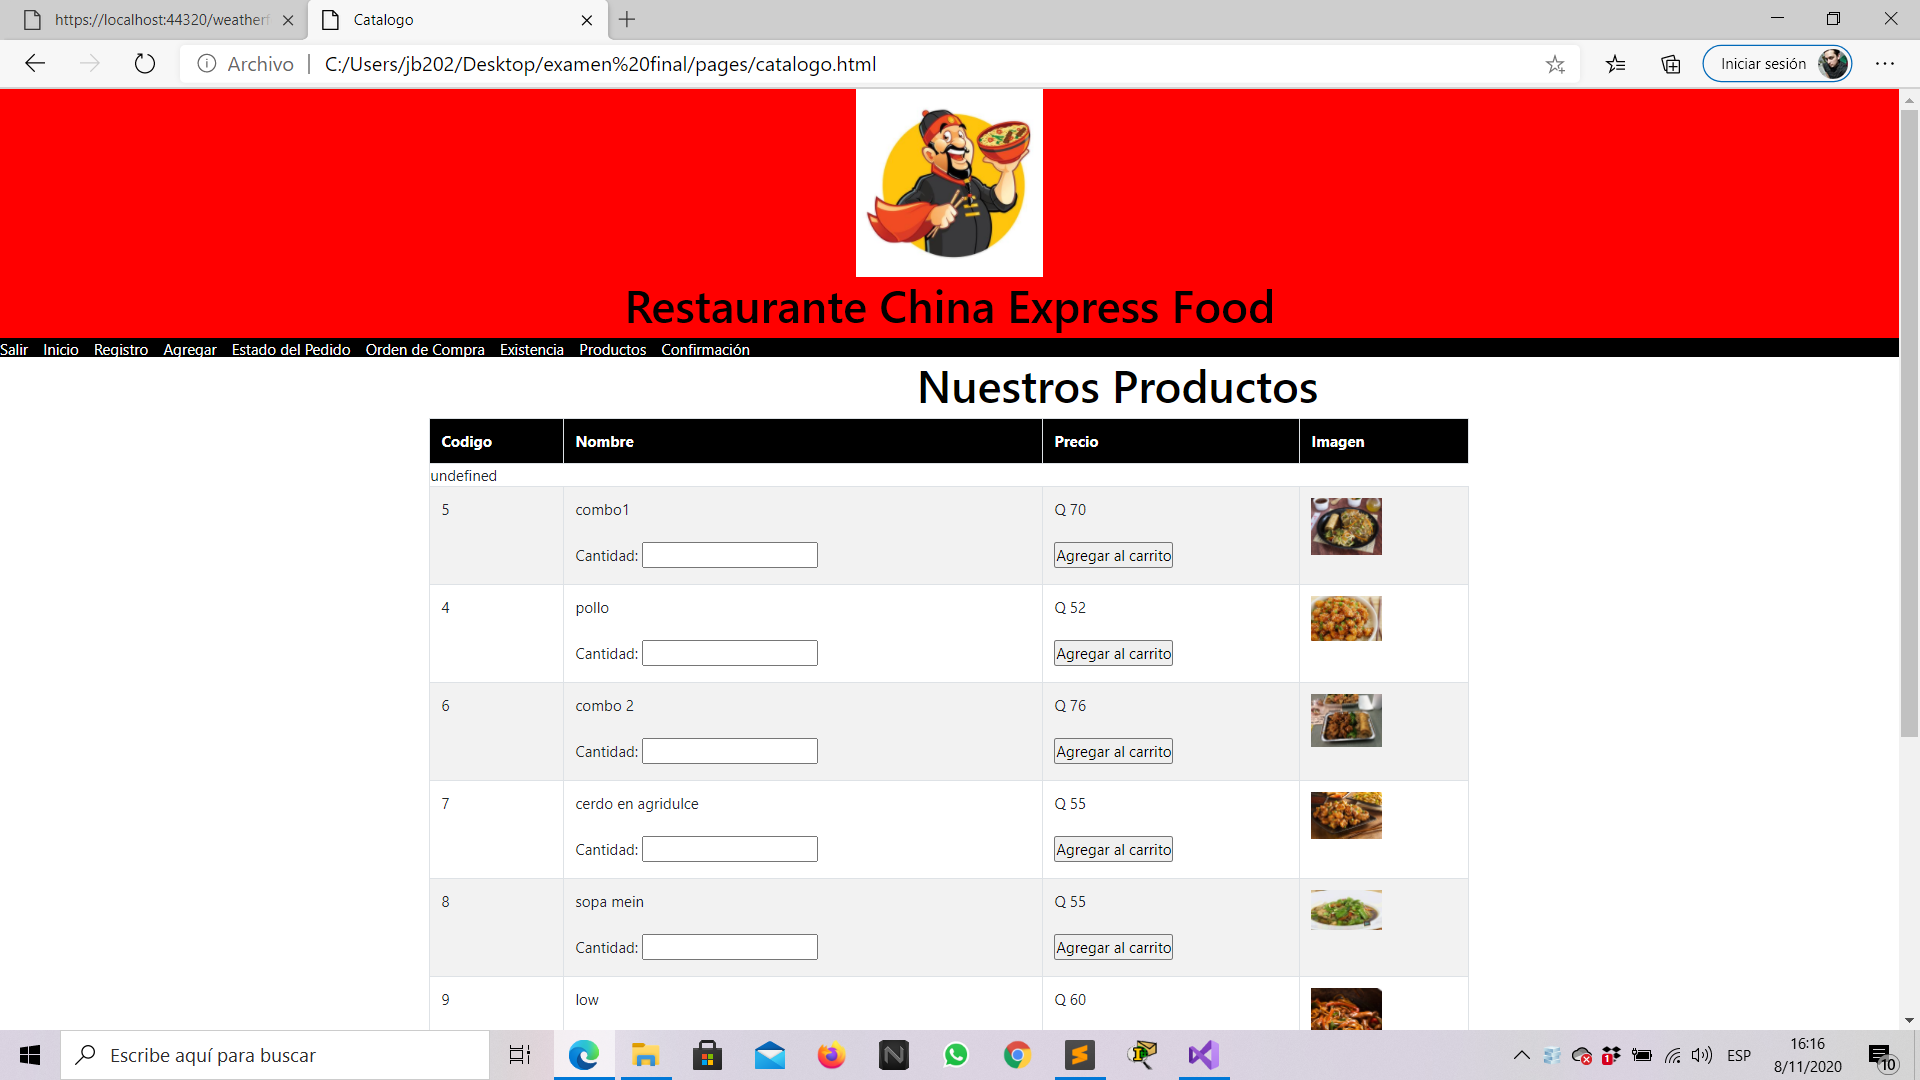 https://localhost:44320/weatherf
Catalogo
Archivo
C:/Users/jb202/Desktop/examen%20final/pages/catalogo.html
Iniciar sesión
Restaurante China Express Food
Salir Inicio Registro Agregar Estado del Pedido Orden de Compra Existencia Productos Confirmación
Nuestros Productos
Codigo Nombre Precio Imagen
undefined
5 combo1 Q 70
Cantidad: Agregar al carrito
4 pollo Q 52
Cantidad: Agregar al carrito
6 combo 2 Q 76
Cantidad: Agregar al carrito
7 cerdo en agridulce Q 55
Cantidad: Agregar al carrito
8 sopa mein Q 55
Cantidad: Agregar al carrito
9 low Q 60
Escribe aquí para buscar
1
ESP
16:16
8/11/2020
10